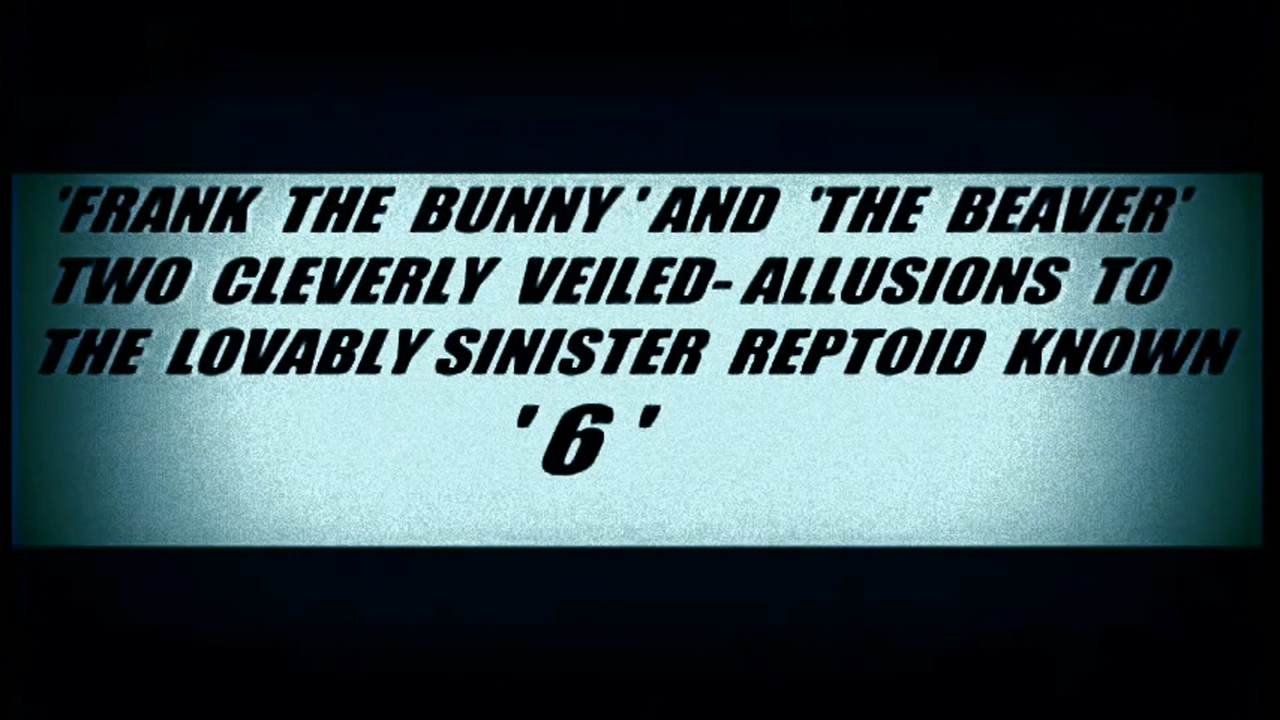 'FRANK THE BUNNY' AND 'THE BEAVER'
TWO CLEVERLY VEILED- ALLUSIONS TO
THE LOVABLY SINISTER REPTOID KNOWN
'6'